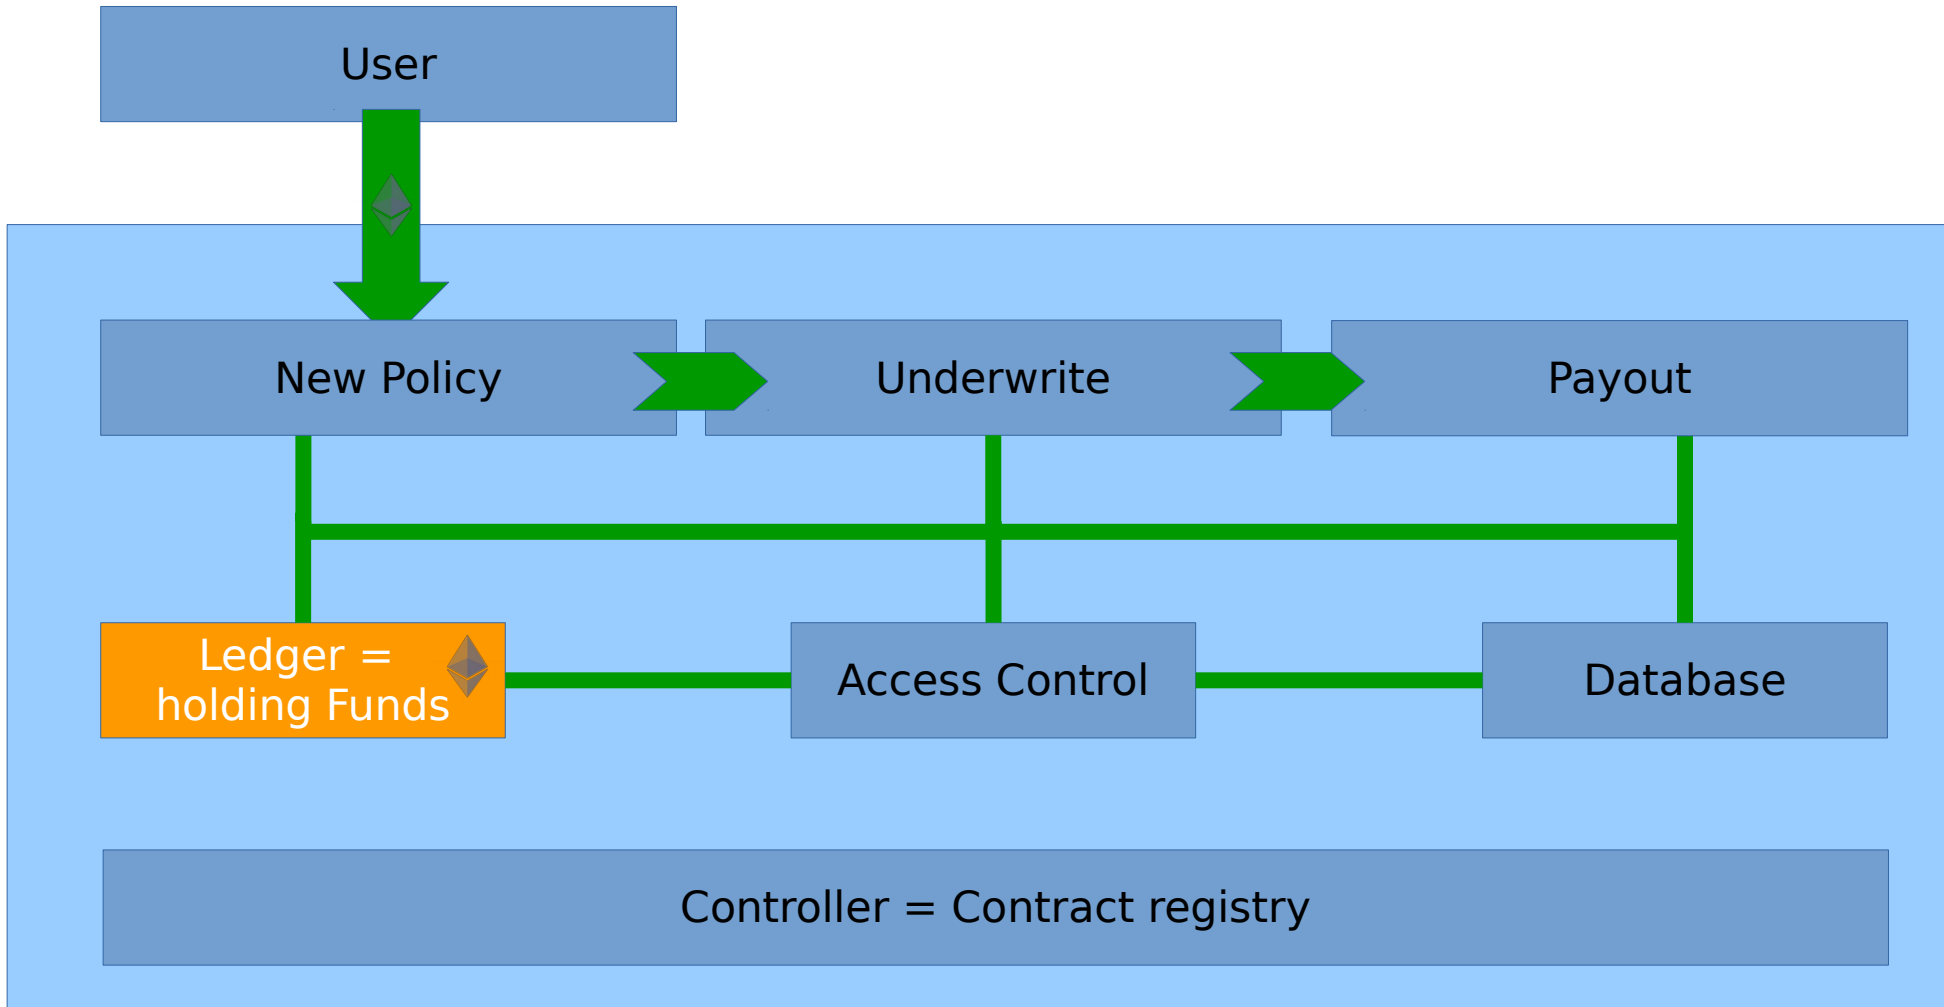 User
New Policy
Underwrite
Payout
Ledger =
holding Funds
Access Control
Database
Controller = Contract registry